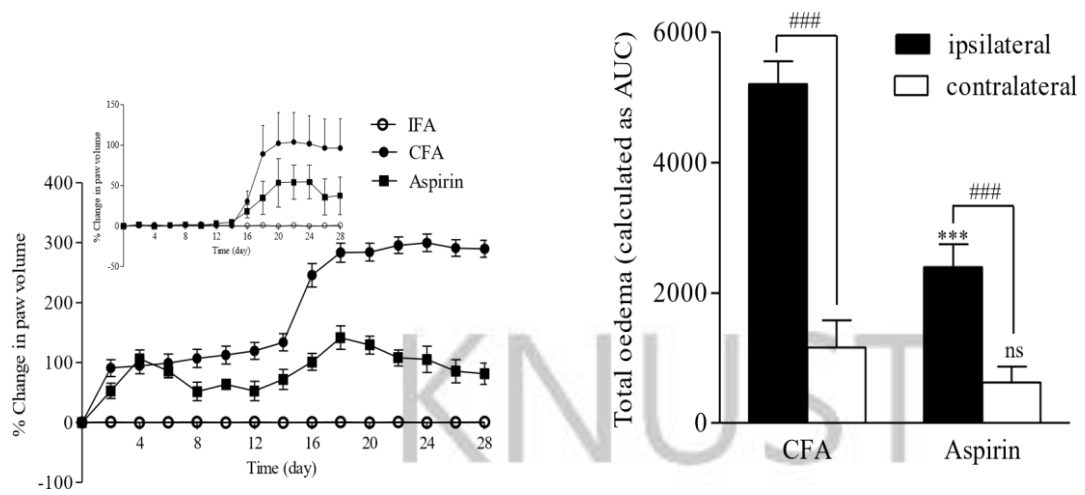 150
100
50
0
-50
% Change in paw volume
4 8 12 16 20 24 28
Time (day)
IFA
CFA
Aspirin
400
300
200
100
0
-100
% Change in paw volume
4 8 12 16 20 24 28
Time (day)
Total oedema (calculated as AUC)
6000
4000
2000
0
###
ipsilateral
contralateral
###
***
ns
CFA Aspirin
KNUST